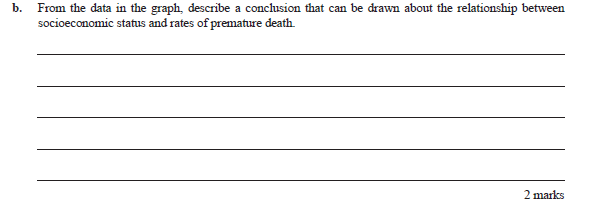 b. From the data in the graph, describe a conclusion that can be drawn about the relationship between
socioeconomic status and rates of premature death.
2 marks